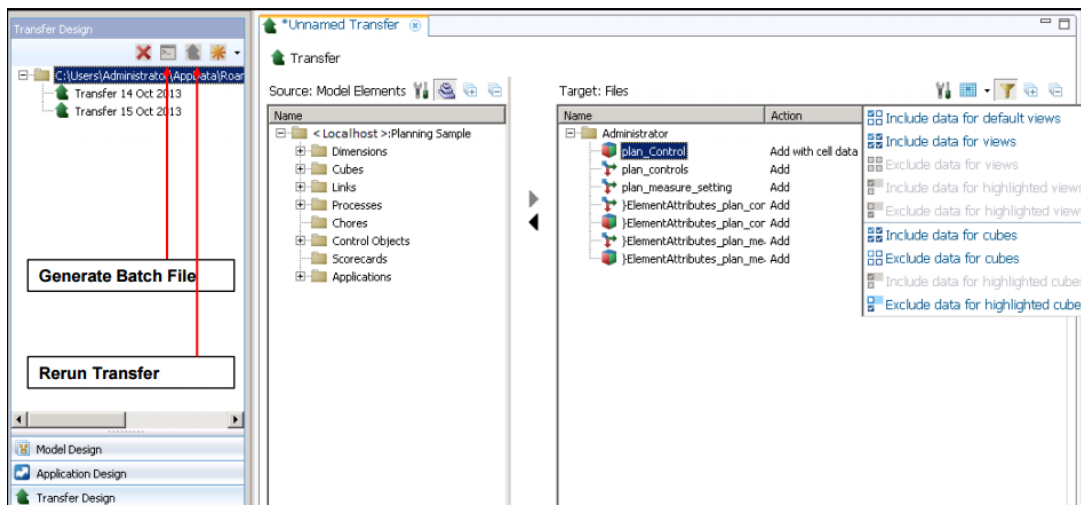 Transfer Design
C:\Users\Administrator\AppData\Roar
Transfer 14 Oct 2013
Transfer 15 Oct 2013
Generate Batch File
Rerun Transfer
Model Design
Application Design
Transfer Design
*Unnamed Transfer
Transfer
Source: Model Elements
Name
<Localhost>:Planning Sample
Dimensions
Cubes
Links
Processes
Chores
Control Objects
Scorecards
Applications
Target: Files
Name Action
Administrator
plan_Control Add with cell data
plan_controls Add
plan_measure_setting Add
}ElementAttributes_plan_cor Add
}ElementAttributes_plan_cor Add
}ElementAttributes_plan_me Add
}ElementAttributes_plan_me Add
Include data for default views
Include data for views
Exclude data for views
Include data for highlighted views
Exclude data for highlighted view
Include data for cubes
Exclude data for cubes
Include data for highlighted cubes
Exclude data for highlighted cube